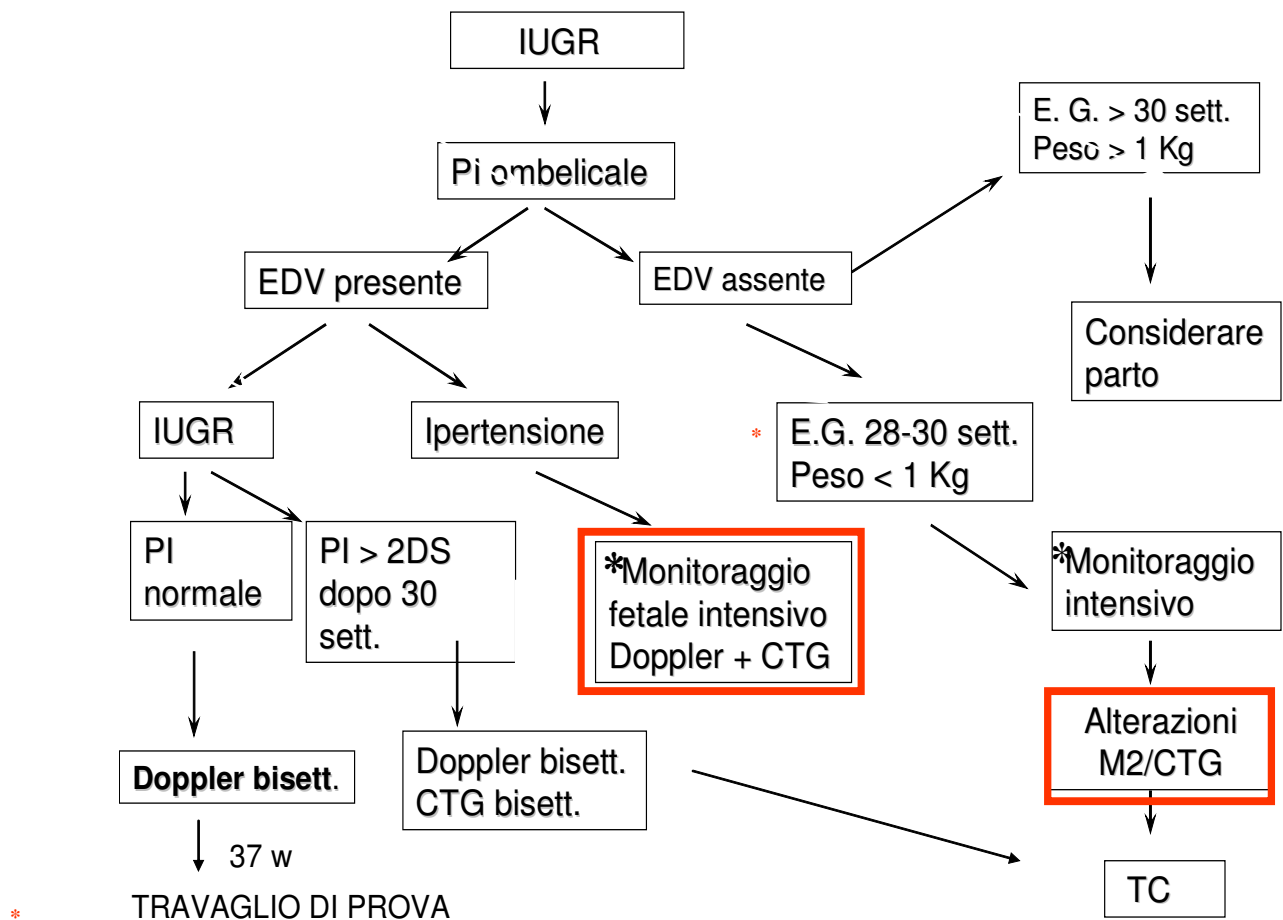 IUGR
E. G. > 30 sett.
Peso > 1 Kg
PI ombelicale
EDV presente
EDV assente
Considerare
parto
IUGR
Ipertensione
* E.G. 28-30 sett.
Peso < 1 Kg
PI
normale
PI > 2DS
dopo 30
sett.
*Monitoraggio
fetale intensivo
Doppler + CTG
*Monitoraggio
intensivo
Alterazioni
M2/CTG
Doppler bisett.
Doppler bisett.
CTG bisett.
37 w
TC
* TRAVAGLIO DI PROVA